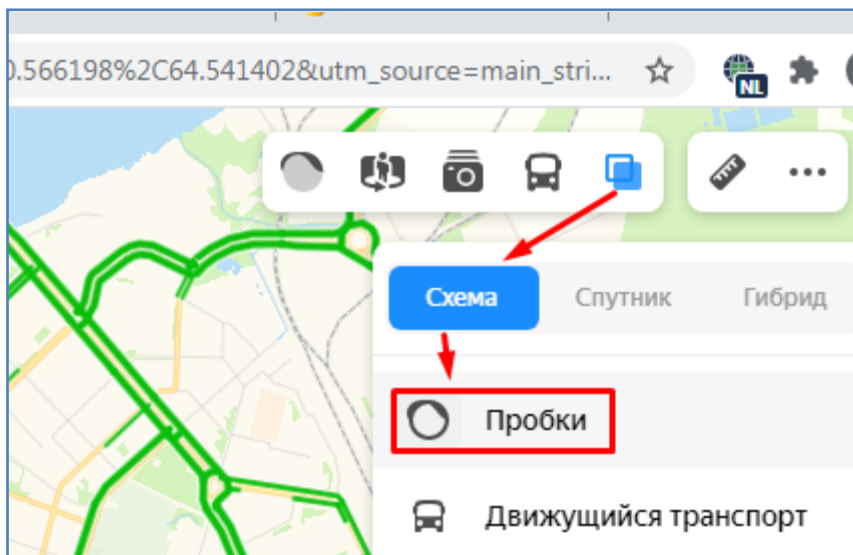 0.566198%2C64.541402&utm_source=main_stri...
NL
Схема Спутник Гибрид
Пробки
Движущийся транспорт